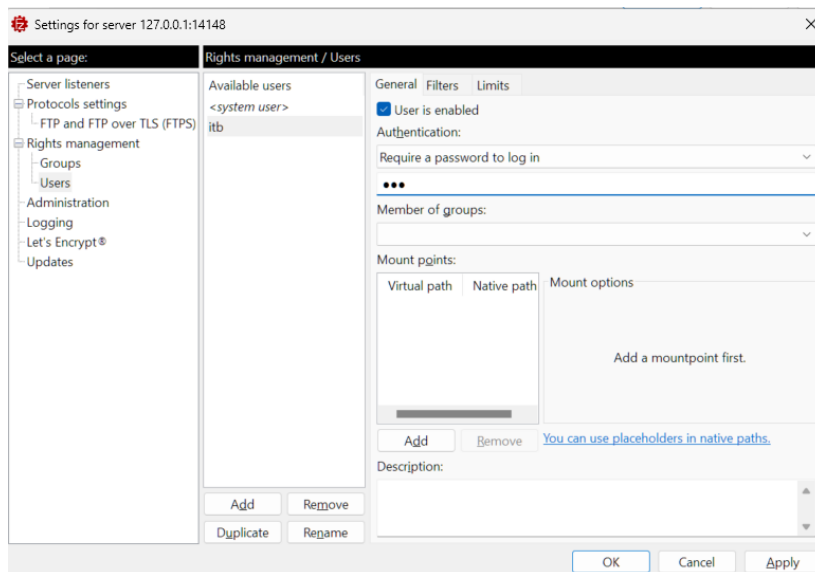 Settings for server 127.0.0.1:14148
Select a page:
Server listeners
Protocols settings
FTP and FTP over TLS (FTPS)
Rights management
Groups
Users
Administration
Logging
Let's Encrypt®
Updates
Rights management / Users
Available users
<system user>
itb
Add
Remove
Duplicate
Rename
General Filters Limits
User is enabled
Authentication:
Require a password to log in
•••
Member of groups:
Mount points:
Virtual path Native path
Mount options
Add a mountpoint first.
Add
Remove
You can use placeholders in native paths.
Description:
OK
Cancel
Apply